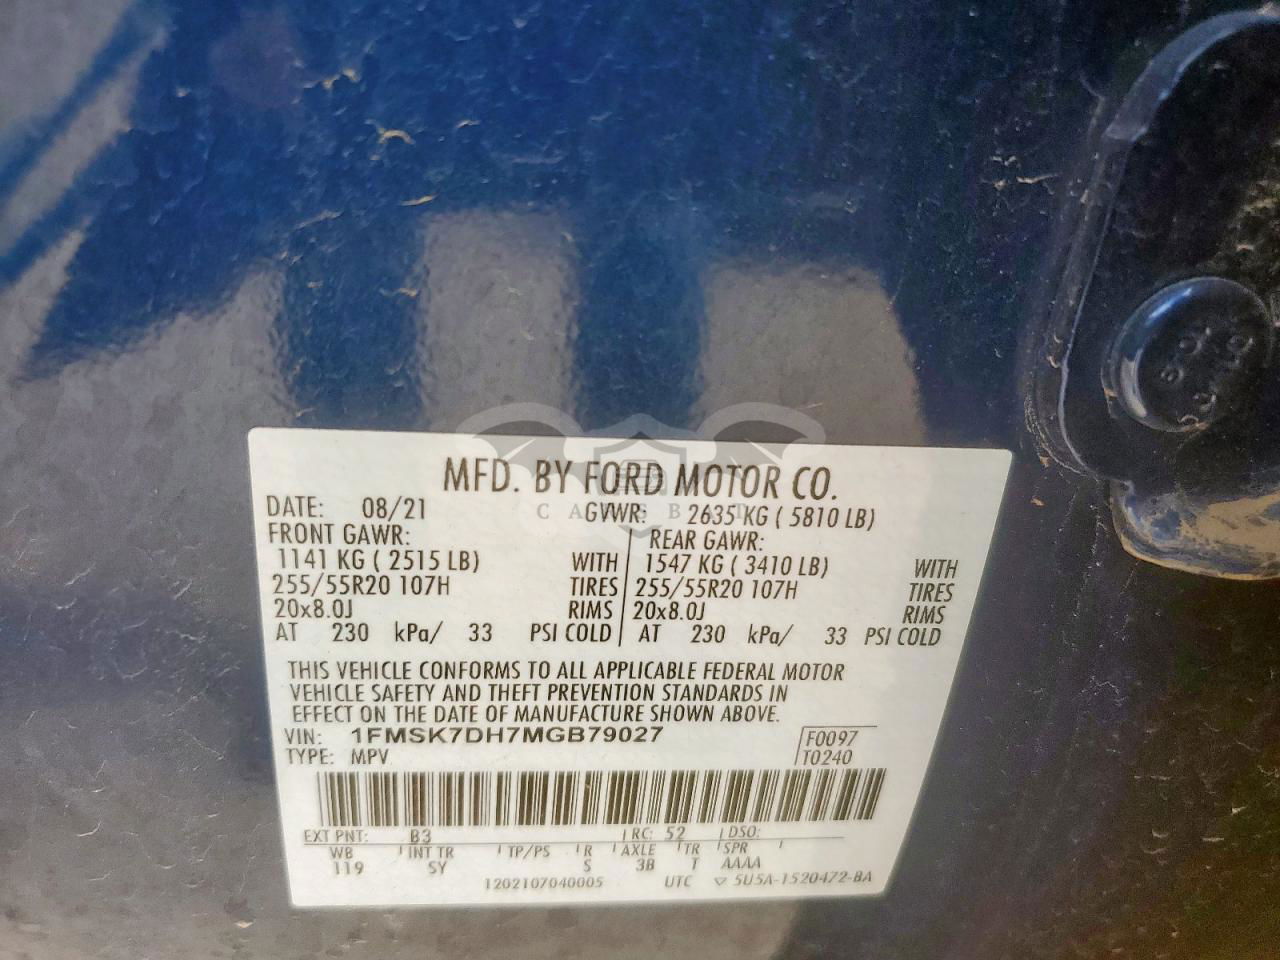 MFD. BY FORD MOTOR CO.
DATE: 08/21 GVWR: 2635 KG ( 5810 LB)
FRONT GAWR: REAR GAWR:
1141 KG ( 2515 LB) WITH 1547 KG ( 3410 LB) WITH
255/55R20 107H TIRES 255/55R20 107H TIRES
20x8.0J RIMS 20x8.0J RIMS
AT 230 kPa/ 33 PSI COLD AT 230 kPa/ 33 PSI COLD
THIS VEHICLE CONFORMS TO ALL APPLICABLE FEDERAL MOTOR
VEHICLE SAFETY AND THEFT PREVENTION STANDARDS IN
EFFECT ON THE DATE OF MANUFACTURE SHOWN ABOVE.
VIN: 1FMSK7DH7MGB79027 F0097
TYPE: MPV T0240
EXT PNT: B3 RC: 52 DSO:
WB INT TR TP/PS R AXLE TR SPR
119 SY S 3B T AAAA
1202107040005 UTC ▽ 5U5A-1520472-BA